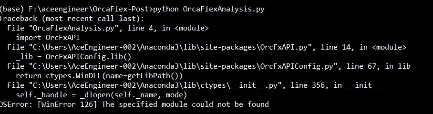 (base) F:\aceengineer\OrcaFlex-Post>python OrcaFlexAnalysis.py
Traceback (most recent call last):
  File "OrcaFlexAnalysis.py", line 4, in <module>
    import OrcFxAPI
  File "C:\Users\AceEngineer-002\Anaconda3\lib\site-packages\OrcFxAPI.py", line 14, in <module>
    _lib = OrcFxAPIConfig.lib()
  File "C:\Users\AceEngineer-002\Anaconda3\lib\site-packages\OrcFxAPIConfig.py", line 67, in lib
    return ctypes.WinDLL(name=getLibPath())
  File "C:\Users\AceEngineer-002\Anaconda3\lib\ctypes\__init__.py", line 356, in __init__
    self._handle = _dlopen(self._name, mode)
OSError: [WinError 126] The specified module could not be found